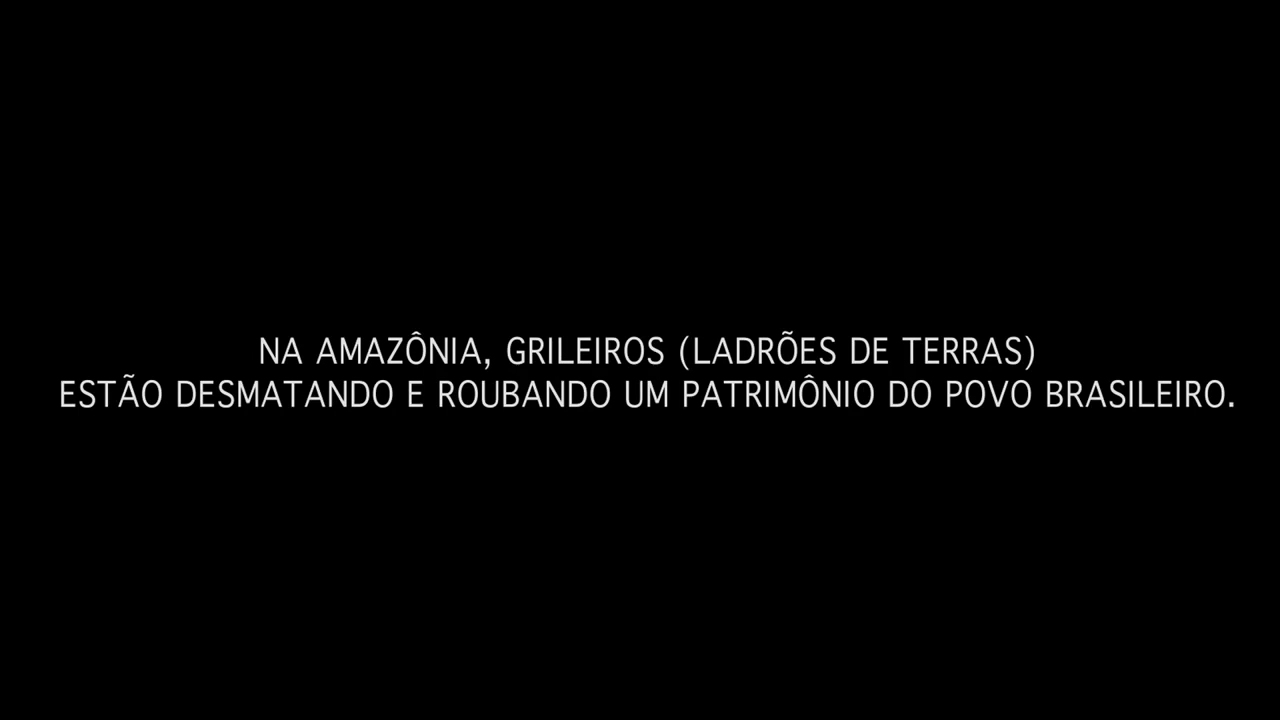 NA AMAZÔNIA, GRILEIROS (LADRÕES DE TERRAS)
ESTÃO DESMATANDO E ROUBANDO UM PATRIMÔNIO DO POVO BRASILEIRO.